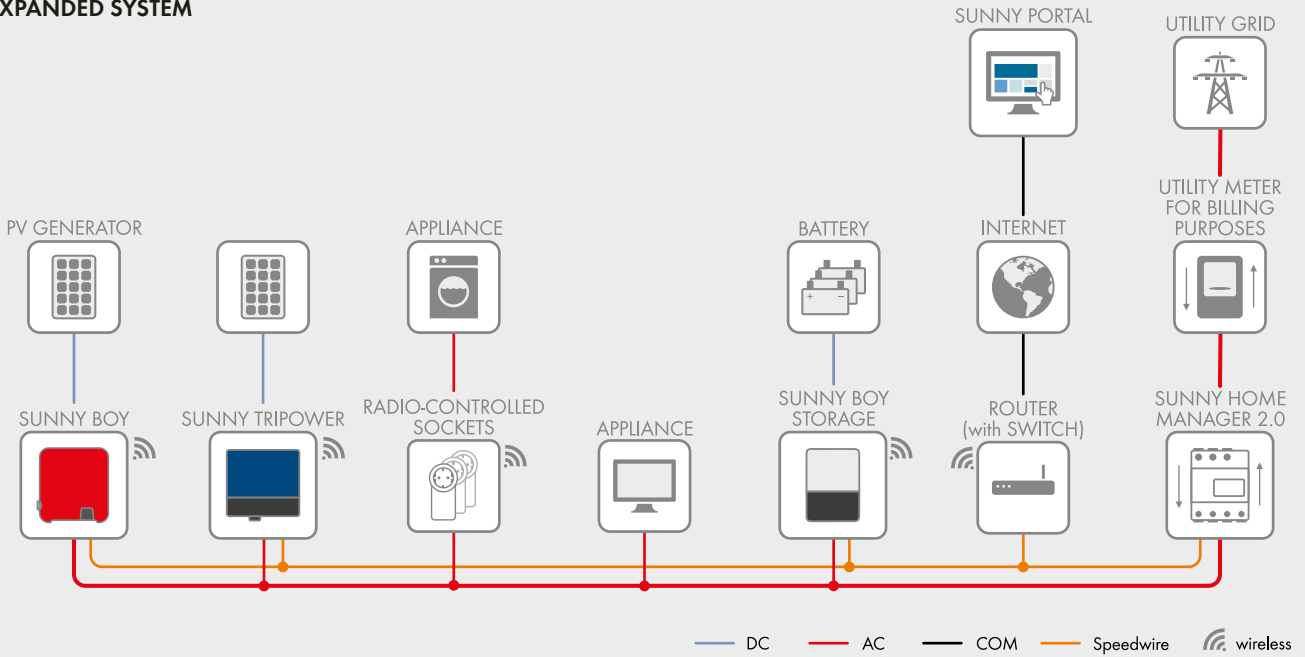 XPANDED SYSTEM
SUNNY PORTAL
UTILITY GRID
UTILITY METER
FOR BILLING
PURPOSES
PV GENERATOR
APPLIANCE
BATTERY
INTERNET
SUNNY BOY
SUNNY TRIPOWER
RADIO-CONTROLLED
SOCKETS
APPLIANCE
SUNNY BOY
STORAGE
ROUTER
(with SWITCH)
SUNNY HOME
MANAGER 2.0
DC
AC
COM
Speedwire
wireless